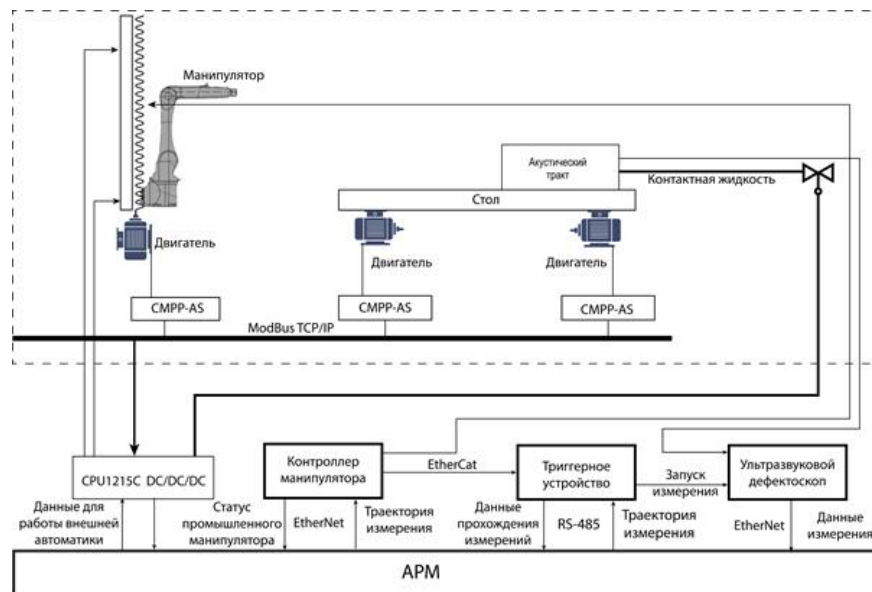 Манипулятор
Акустический
тракт
Контактная жидкость
Стол
Двигатель
Двигатель
Двигатель
CMPP-AS
CMPP-AS
CMPP-AS
ModBus TCP/IP
CPU1215C DC/DC/DC
Контроллер
манипулятора
EtherCat
Триггерное
устройство
Запуск
измерения
Ультразвуковой
дефектоскоп
Данные для
работы внешней
автоматики
Статус
промышленного
манипулятора
EtherNet
Траектория
измерения
Данные
прохождения
измерений
RS-485
Траектория
измерения
EtherNet
Данные
измерения
АРМ